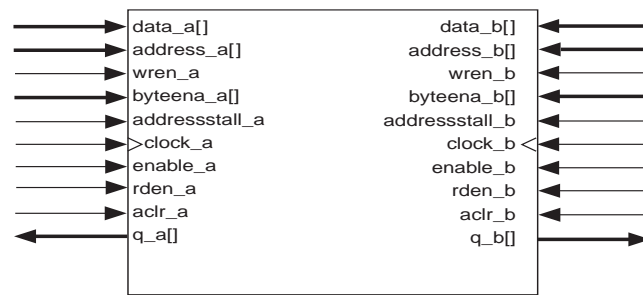 data_a[] data_b[]
address_a[] address_b[]
wren_a wren_b
byteena_a[] byteena_b[]
addressstall_a addressstall_b
clock_a clock_b
enable_a enable_b
rden_a rden_b
aclr_a aclr_b
q_a[] q_b[]